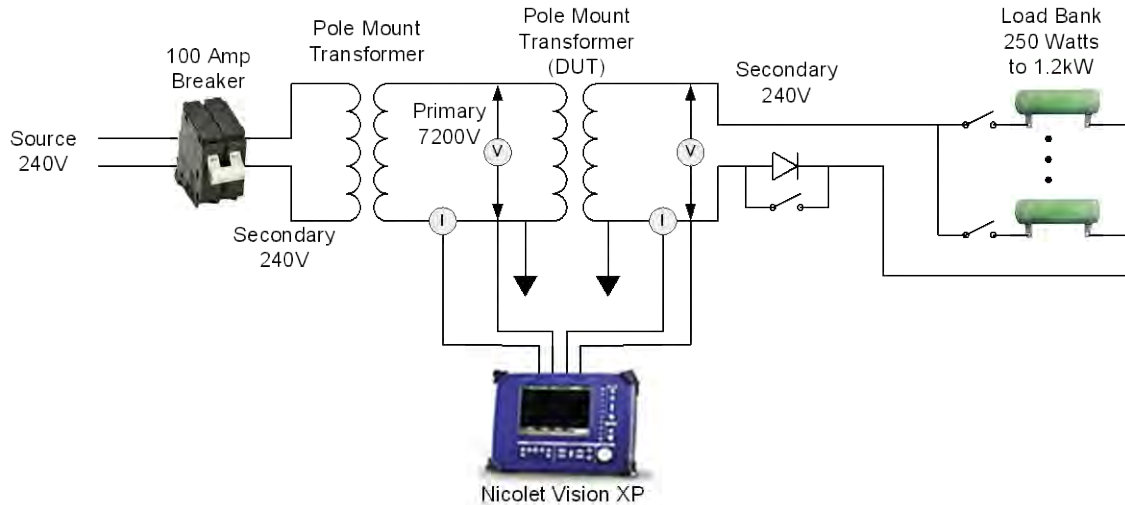 Pole Mount
Transformer
Pole Mount
Transformer
(DUT)
Load Bank
250 Watts
to 1.2kW
100 Amp
Breaker
Secondary
240V
Primary
7200V
Source
240V
V
V
I
I
Secondary
240V
Nicolet Vision XP